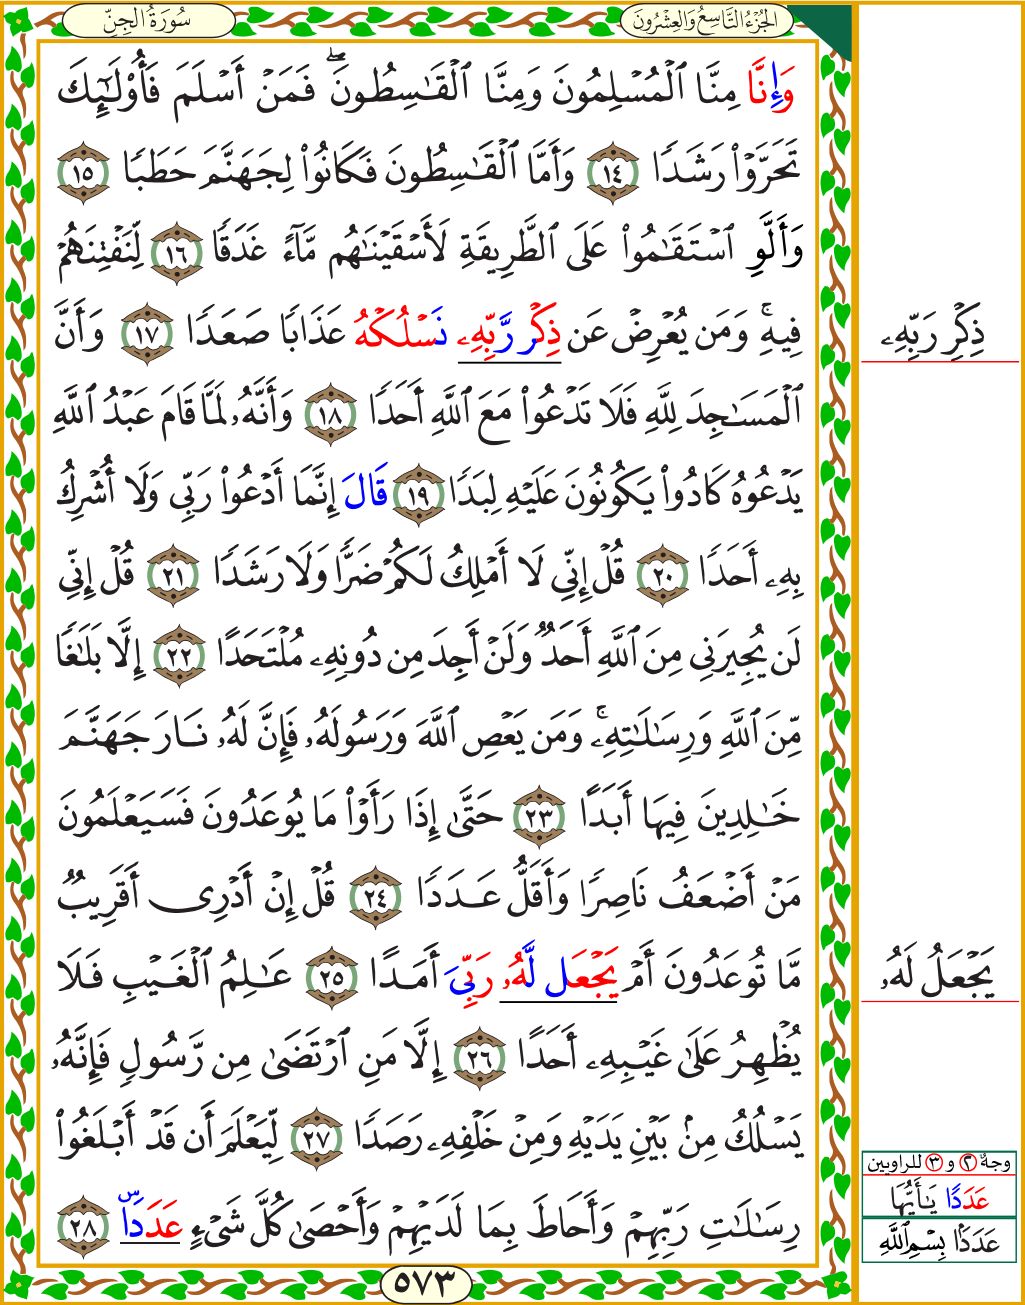 الجُزْءُ التَّاسِعُ وَالعِشْرُونَ
سُورَةُ الجِنِّ
وَإِنَّا مِنَّا ٱلْمُسْلِمُونَ وَمِنَّا ٱلْقَٰسِطُونَۖ فَمَنْ أَسْلَمَ فَأُوْلَٰٓئِكَ
تَحَرَّوْاْ رَشَدٗا ١٤ وَأَمَّا ٱلْقَٰسِطُونَ فَكَانُواْ لِجَهَنَّمَ حَطَبٗا ١٥
وَأَلَّوِ ٱسْتَقَٰمُواْ عَلَى ٱلطَّرِيقَةِ لَأَسْقَيْنَٰهُم مَّآءً غَدَقٗا ١٦ لِّنَفْتِنَهُمْ
فِيهِۚ وَمَن يُعْرِضْ عَن ذِكْر رَّبِّهِۦ نَسْلُكْهُ عَذَابٗا صَعَدٗا ١٧ وَأَنَّ
ٱلْمَسَٰجِدَ لِلَّهِ فَلَا تَدْعُواْ مَعَ ٱللَّهِ أَحَدٗا ١٨ وَأَنَّهُۥ لَمَّا قَامَ عَبْدُ ٱللَّهِ
يَدْعُوهُ كَادُواْ يَكُونُونَ عَلَيْهِ لِبَدٗا ١٩ قَالَ إِنَّمَا أَدْعُواْ رَبِّي وَلَا أُشْرِكُ
بِهِۦ أَحَدٗا ٢٠ قُلْ إِنِّي لَا أَمْلِكُ لَكُمْ ضَرّٗا وَلَا رَشَدٗا ٢١ قُلْ إِنِّي
لَن يُجِيرَنِي مِنَ ٱللَّهِ أَحَدٞ وَلَنْ أَجِدَ مِن دُونِهِۦ مُلْتَحَدًا ٢٢ إِلَّا بَلَٰغٗا
مِّنَ ٱللَّهِ وَرِسَٰلَٰتِهِۦۚ وَمَن يَعْصِ ٱللَّهَ وَرَسُولَهُۥ فَإِنَّ لَهُۥ نَارَ جَهَنَّمَ
خَٰلِدِينَ فِيهَا أَبَدًا ٢٣ حَتَّىٰ إِذَا رَأَوْاْ مَا يُوعَدُونَ فَسَيَعْلَمُونَ
مَنْ أَضْعَفُ نَاصِرٗا وَأَقَلُّ عَدَدٗا ٢٤ قُلْ إِنْ أَدْرِى أَقَرِيبٞ
مَّا تُوعَدُونَ أَمْ يَجْعَل لَّهُۥ رَبِّيَ أَمَدًا ٢٥ عَٰلِمُ ٱلْغَيْبِ فَلَا
يُظْهِرُ عَلَىٰ غَيْبِهِۦ أَحَدًا ٢٦ إِلَّا مَنِ ٱرْتَضَىٰ مِن رَّسُولٖ فَإِنَّهُۥ
يَسْلُكُ مِنۢ بَيْنِ يَدَيْهِ وَمِنْ خَلْفِهِۦ رَصَدٗا ٢٧ لِّيَعْلَمَ أَن قَدْ أَبْلَغُواْ
رِسَٰلَٰتِ رَبِّهِمْ وَأَحَاطَ بِمَا لَدَيْهِمْ وَأَحْصَىٰ كُلَّ شَىْءٍ عَدَدَۢاۜ ٢٨
ذِكْرِ رَبِّهِۦ
يَجْعَلُ لَهُۥ
وجهُ ٢ و ٣ للراويين
عَدَدًا يَٰأَيُّهَا
عَدَدَۢا بِسْمِ ٱللَّهِ
٥٧٣